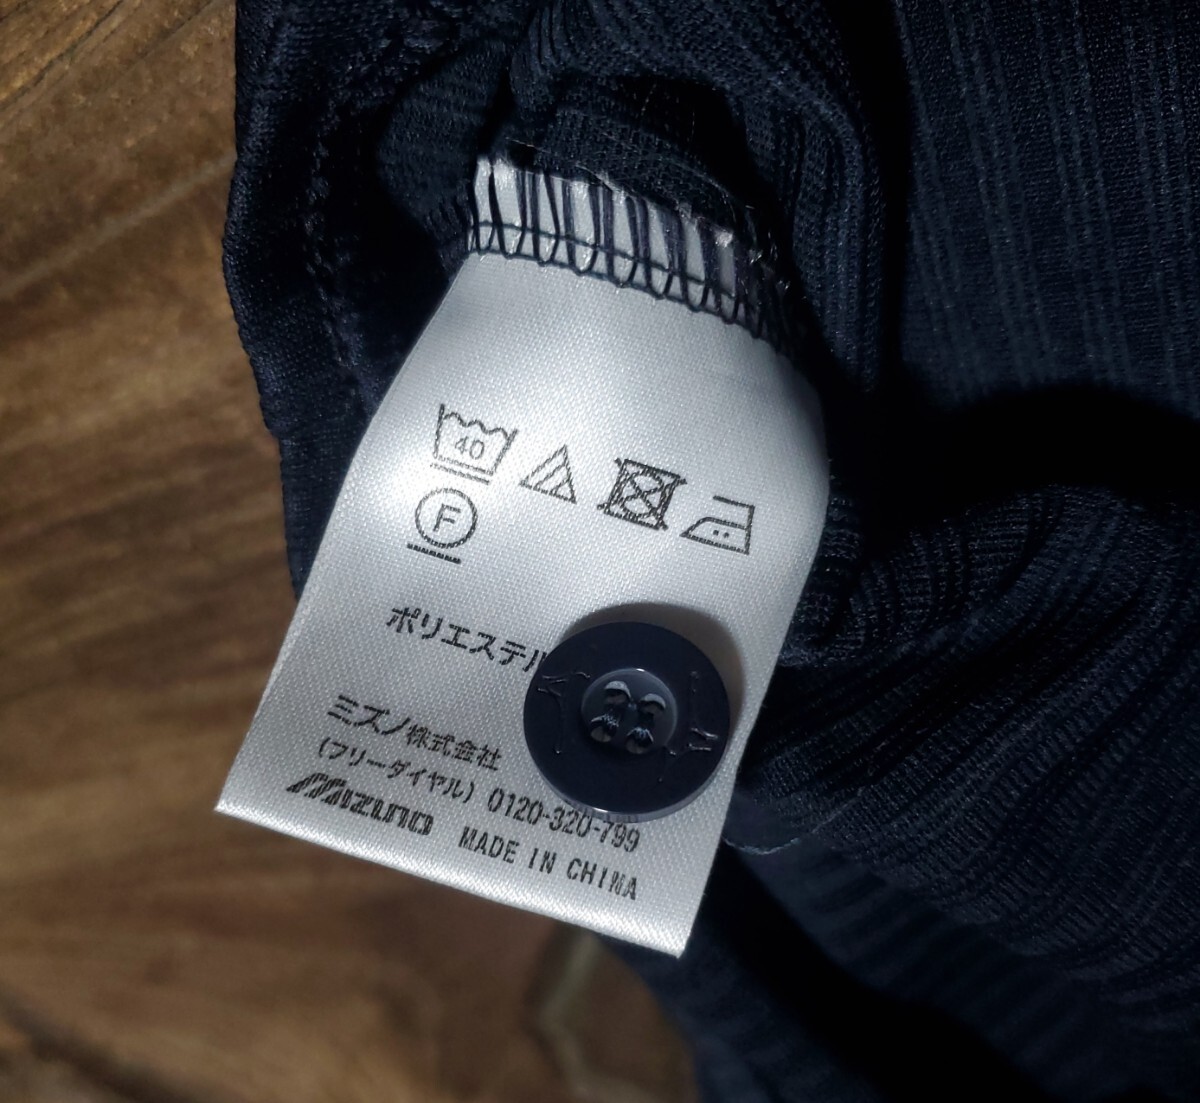 40
F
ポリエステル
ミズノ株式会社
(フリーダイヤル) 0120-320-799
Mizuno MADE IN CHINA